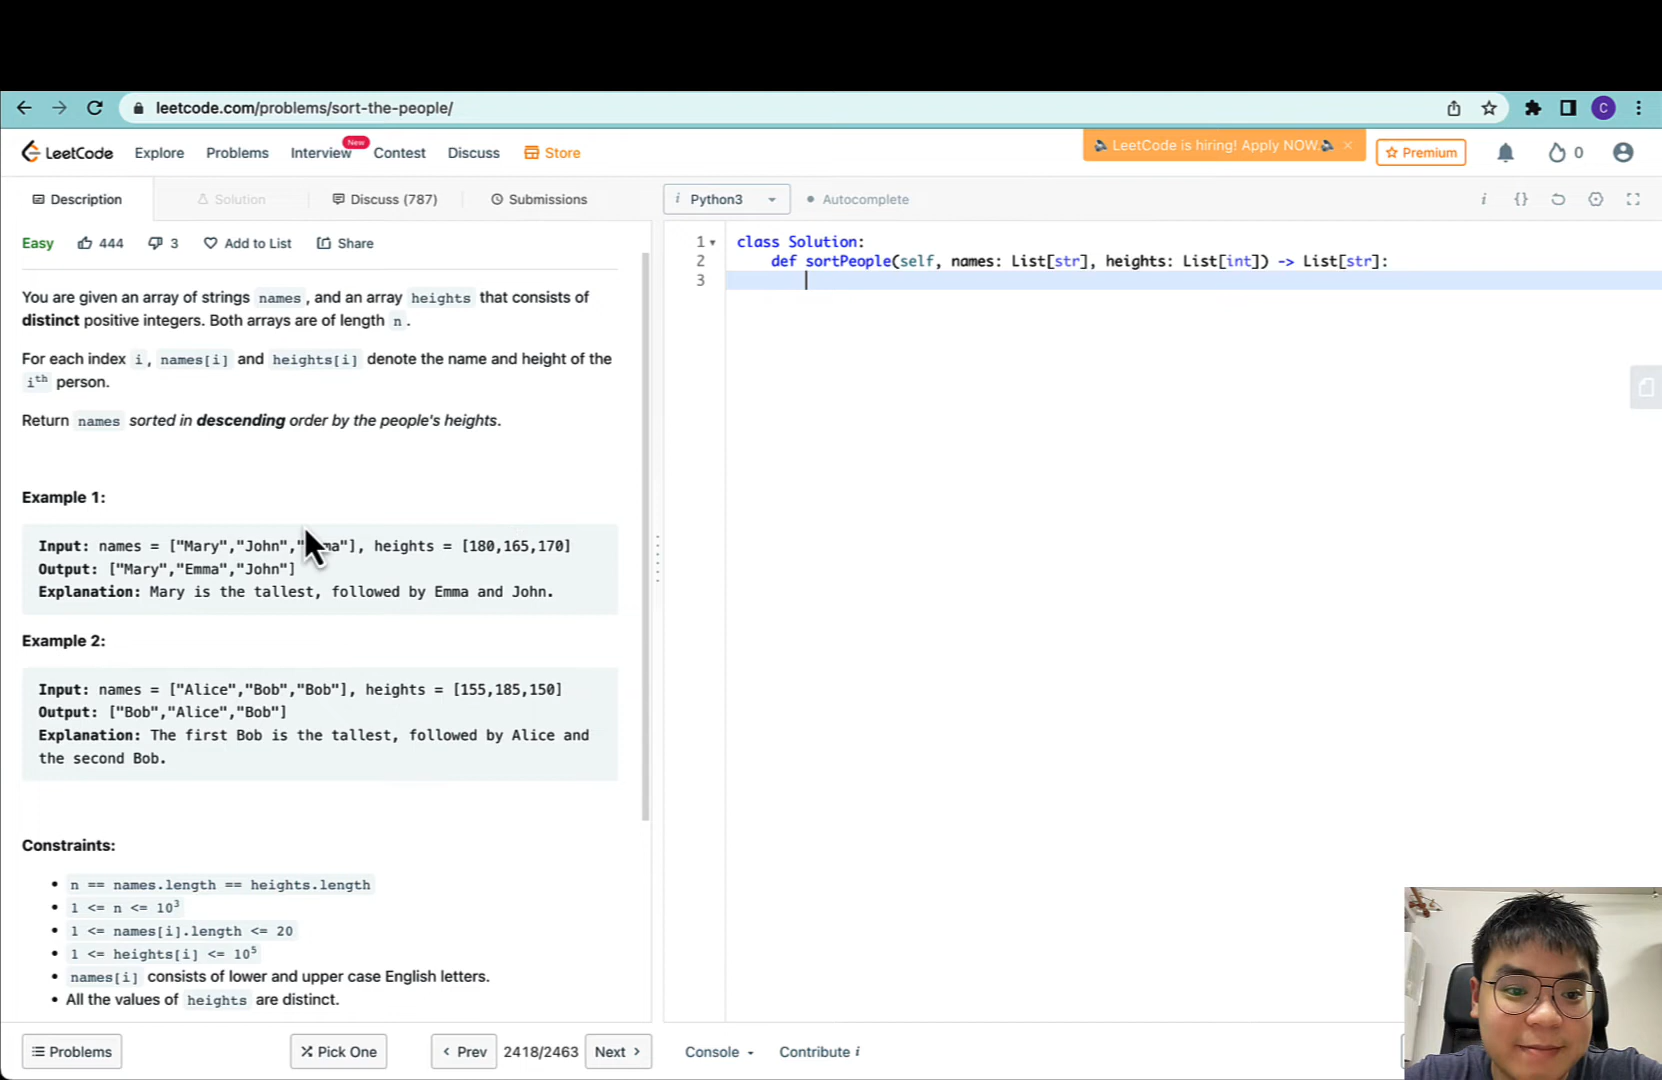 leetcode.com/problems/sort-the-people/
C
LeetCode
Explore
Problems
Interview
New
Contest
Discuss
Store
LeetCode is hiring! Apply NOW
×
Premium
0
Description
Solution
Discuss (787)
Submissions
i Python3
Autocomplete
i
{}
Easy
444
3
Add to List
Share
You are given an array of strings names, and an array heights that consists of
distinct positive integers. Both arrays are of length n.
For each index i, names[i] and heights[i] denote the name and height of the
ith person.
Return names sorted in descending order by the people's heights.
Example 1:
Input: names = ["Mary","John","Emma"], heights = [180,165,170]
Output: ["Mary","Emma","John"]
Explanation: Mary is the tallest, followed by Emma and John.
Example 2:
Input: names = ["Alice","Bob","Bob"], heights = [155,185,150]
Output: ["Bob","Alice","Bob"]
Explanation: The first Bob is the tallest, followed by Alice and
the second Bob.
Constraints:
n == names.length == heights.length
1 <= n <= 10³
1 <= names[i].length <= 20
1 <= heights[i] <= 10⁵
names[i] consists of lower and upper case English letters.
All the values of heights are distinct.
1 class Solution:
2 def sortPeople(self, names: List[str], heights: List[int]) -> List[str]:
3
Problems
Pick One
< Prev
2418/2463
Next >
Console
Contribute i